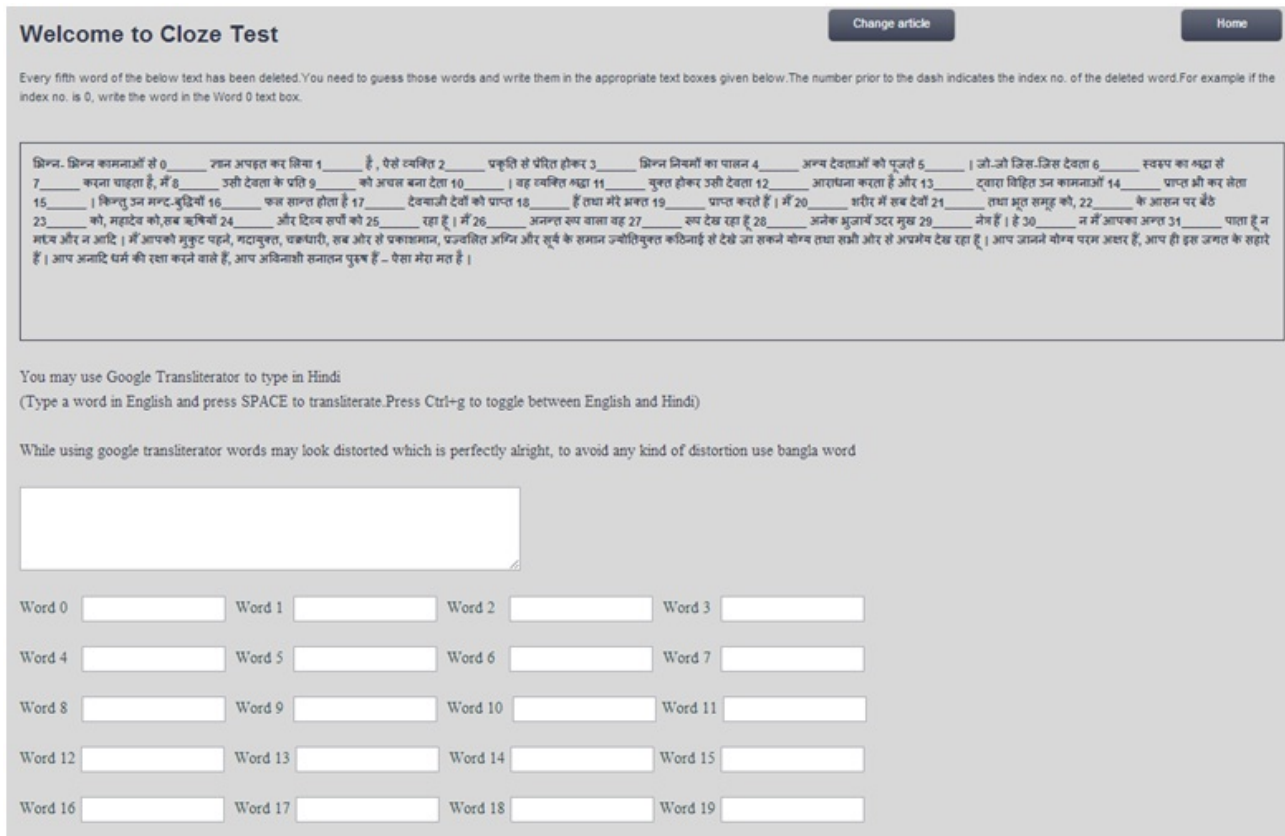 Welcome to Cloze Test
Change article
Home
Every fifth word of the below text has been deleted.You need to guess those words and write them in the appropriate text boxes given below.The number prior to the dash indicates the index no. of the deleted word.For example if the
index no. is 0, write the word in the Word 0 text box.
भिन्न- भिन्न कामनाओं से 0______ ज्ञान अपहृत कर लिया 1______ है , ऐसे व्यक्ति 2______ प्रकृति से प्रेरित होकर 3______ भिन्न नियमों का पालन 4______ अन्य देवताओं को पूजते 5______ | जो-जो जिस-जिस देवता 6______ स्वरुप का श्रद्धा से
7______ करना चाहता है, मैं 8______ उसी देवता के प्रति 9______ को अचल बना देता 10______ | वह व्यक्ति श्रद्धा 11______ युक्त होकर उसी देवता 12______ आराधना करता है और 13______ द्वारा विहित उन कामनाओं 14______ प्राप्त भी कर लेता
15______ | किन्तु उन मन्द-बुद्धियों 16______ फल सान्त होता है 17______ देवयाजी देवों को प्राप्त 18______ हैं तथा मेरे भक्त 19______ प्राप्त करते हैं | मैं 20______ शरीर में सब देवों 21______ तथा भूत समूह को, 22______ के आसन पर बैठे
23______ को, महादेव को,सब ऋषियों 24______ और दिव्य सर्पों को 25______ रहा हूँ | मैं 26______ अनन्त रूप वाला वह 27______ रूप देख रहा हूँ 28______ अनेक भुजायें उदर मुख 29______ नेत्र हैं | हे 30______ न मैं आपका अन्त 31______ पाता हूँ न
मध्य और न आदि | मैं आपको मुकुट पहने, गदायुक्त, चक्रधारी, सब ओर से प्रकाशमान, प्रज्वलित अग्नि और सूर्य के समान ज्योतियुक्त कठिनाई से देखे जा सकने योग्य तथा सभी ओर से अप्रमेय देख रहा हूँ | आप जानने योग्य परम अक्षर हैं, आप ही इस जगत के सहारे
हैं | आप अनादि धर्म की रक्षा करने वाले हैं, आप अविनाशी सनातन पुरुष हैं – ऐसा मेरा मत है |
You may use Google Transliterator to type in Hindi
(Type a word in English and press SPACE to transliterate.Press Ctrl+g to toggle between English and Hindi)
While using google transliterator words may look distorted which is perfectly alright, to avoid any kind of distortion use bangla word
Word 0 Word 1 Word 2 Word 3
Word 4 Word 5 Word 6 Word 7
Word 8 Word 9 Word 10 Word 11
Word 12 Word 13 Word 14 Word 15
Word 16 Word 17 Word 18 Word 19